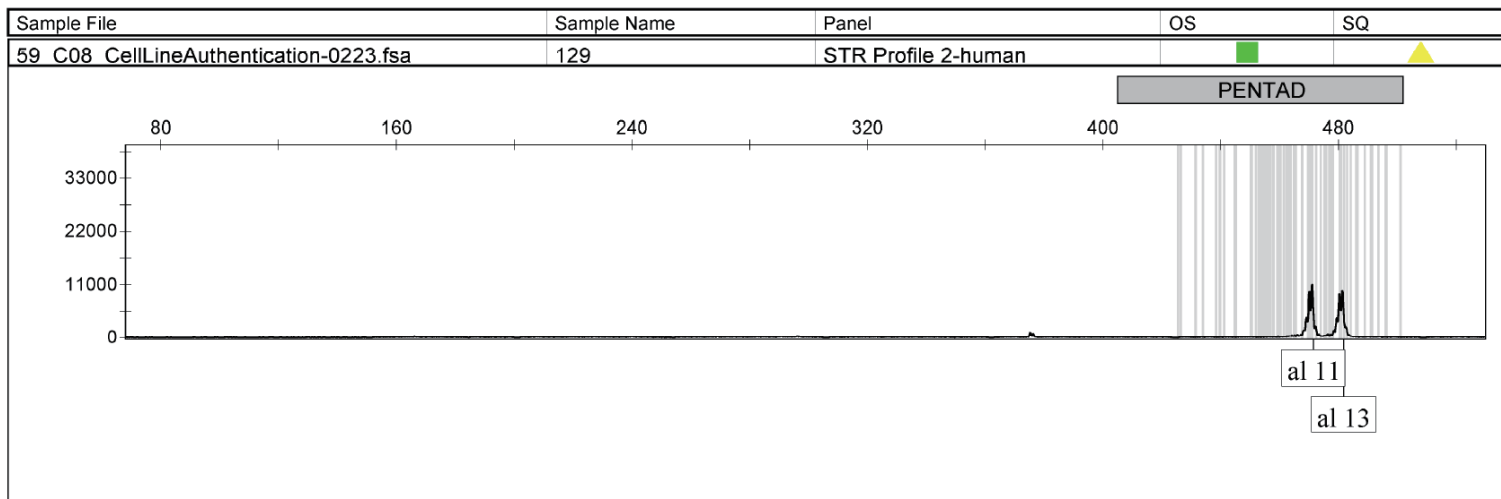 Sample File Sample Name Panel OS SQ
59_C08_CellLineAuthentication-0223.fsa 129 STR Profile 2-human
PENTAD
80 160 240 320 400 480
33000
22000
11000
0
al 11
al 13